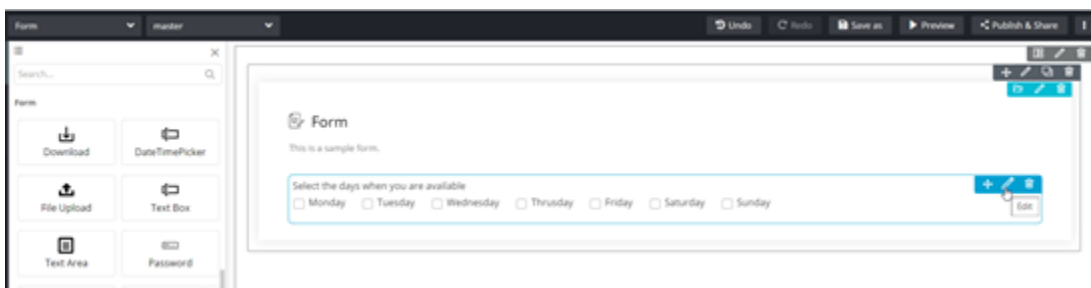 Form master Undo Redo Save as Preview Publish & Share
Search...
Form
Download DateTimePicker
File Upload Text Box
Text Area Password
Form
This is a sample form.
Select the days when you are available
Monday Tuesday Wednesday Thrusday Friday Saturday Sunday
Edit